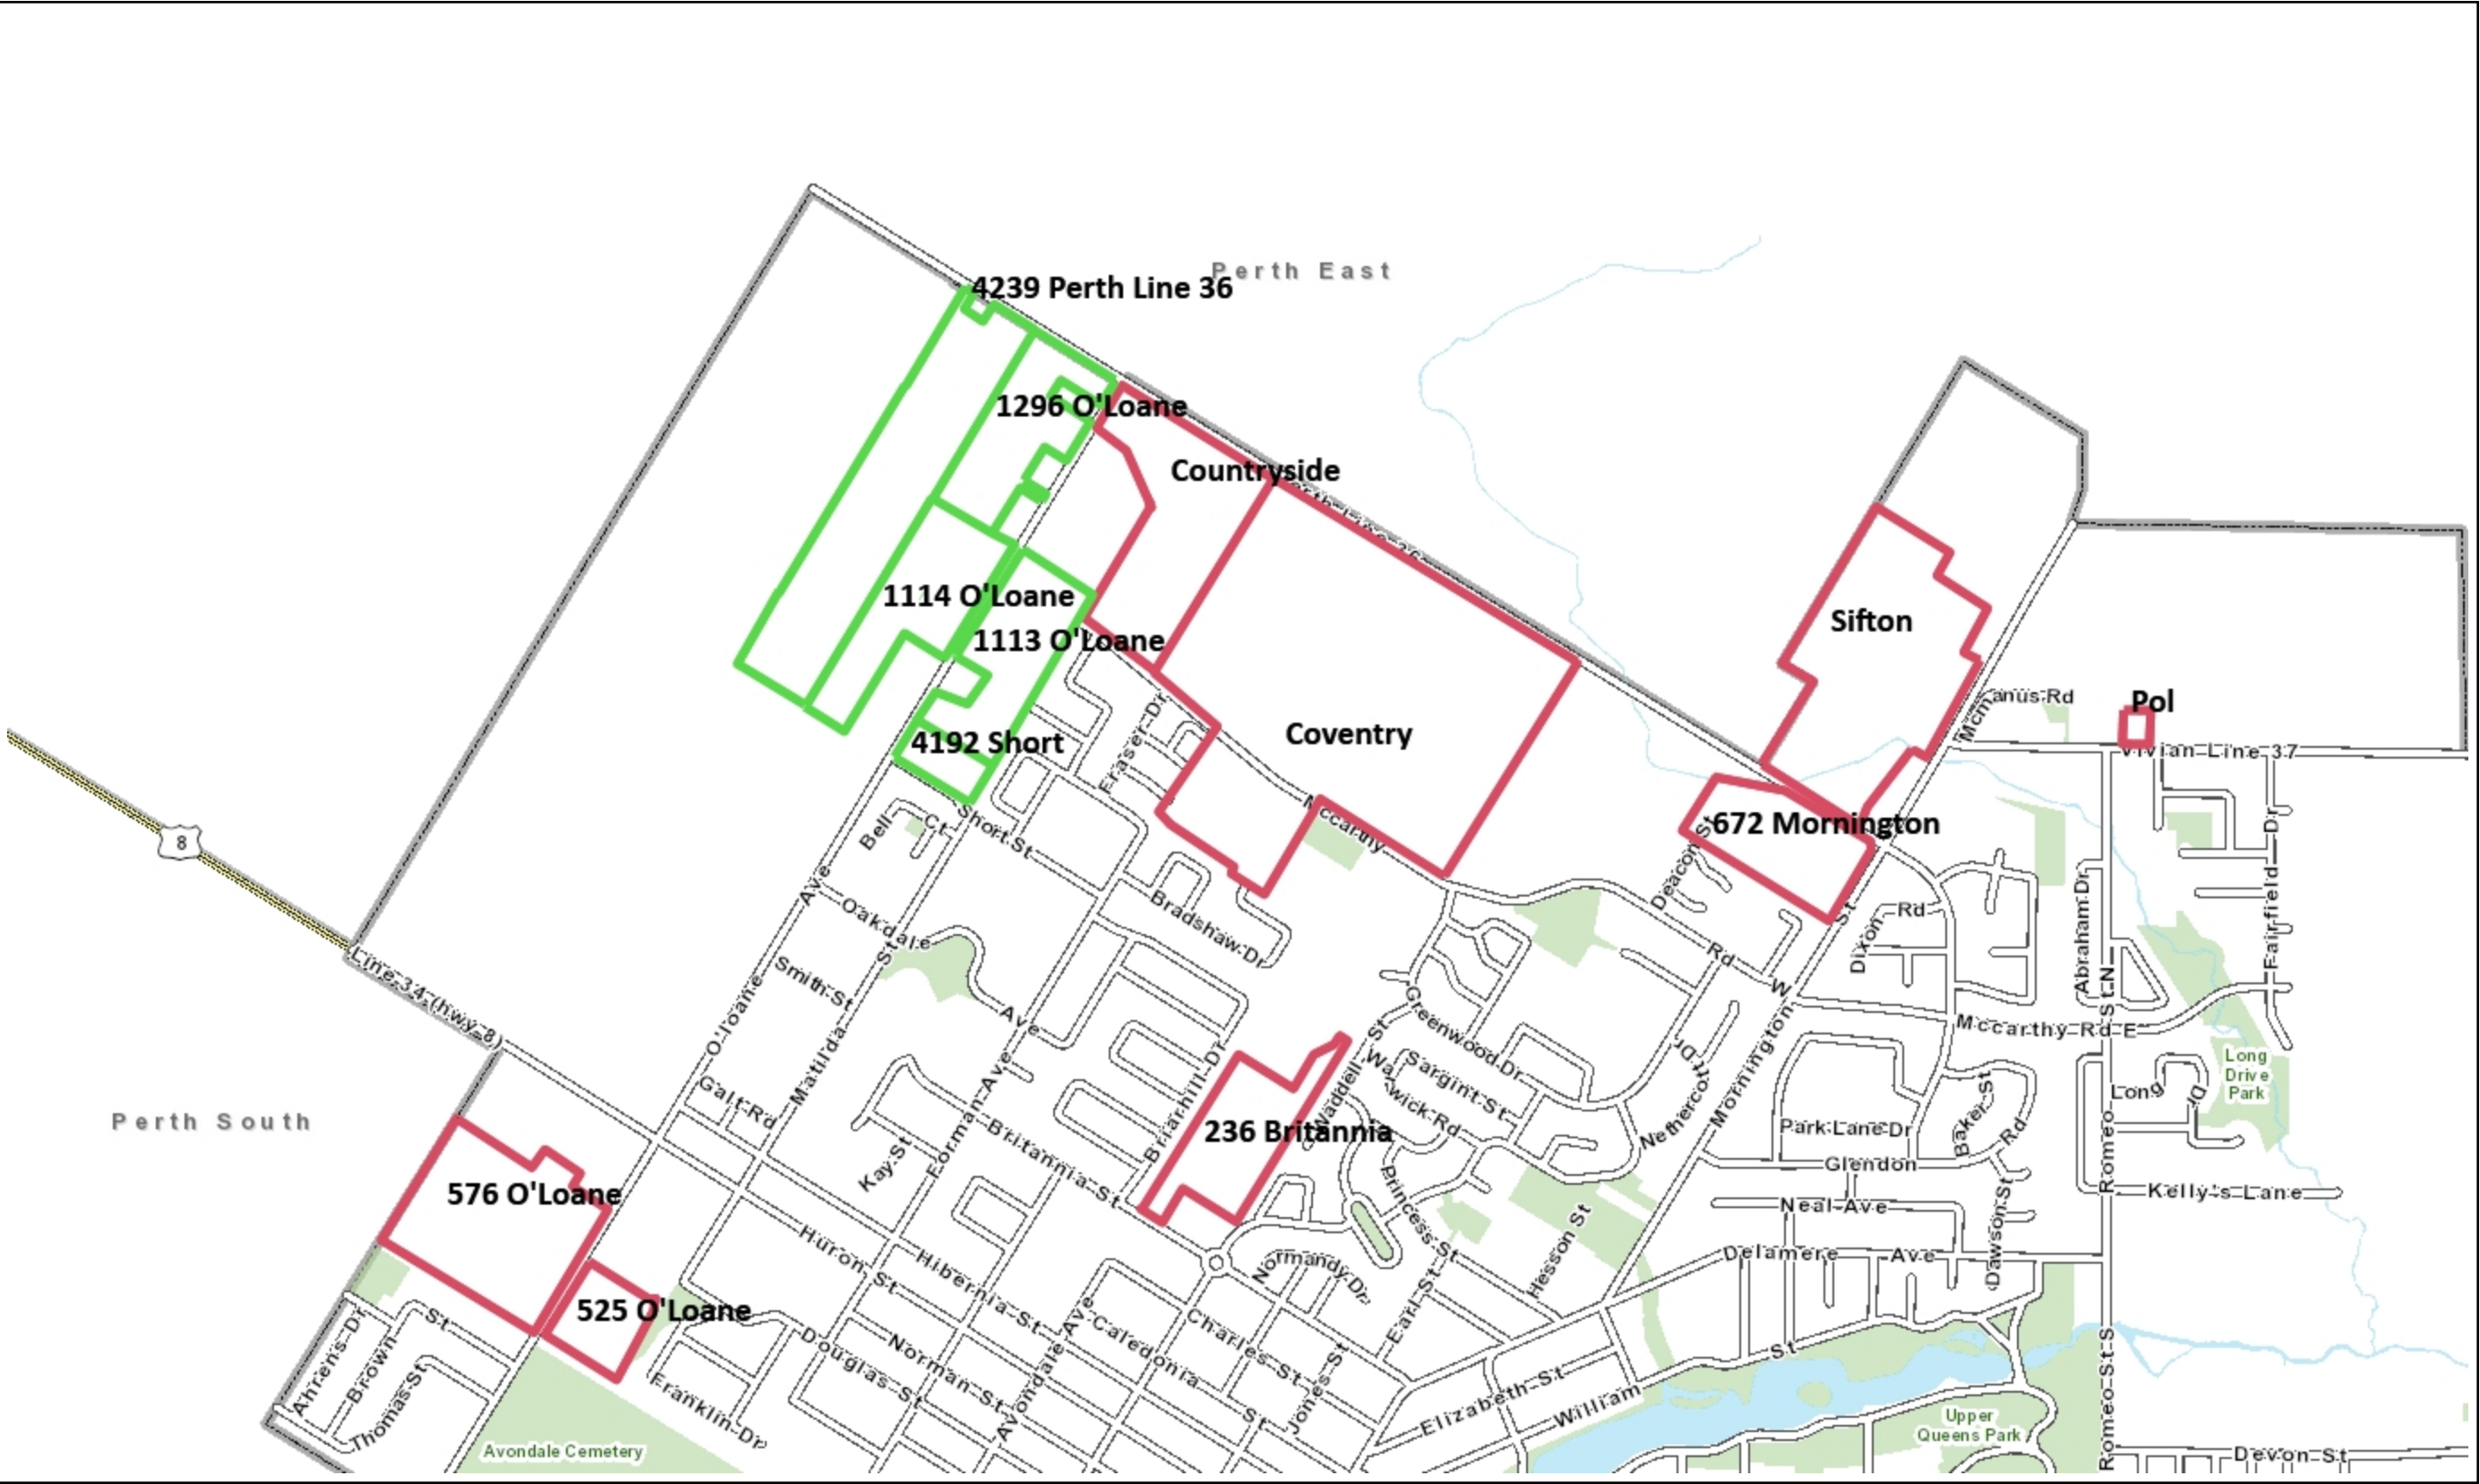 Perth East
4239 Perth Line 36
1296 O'Loane
Countryside
1114 O'Loane
1113 O'Loane
Sifton
anus Rd
Mcm
Pol
Vivian Line 37
Coventry
4192 Short
Fraser Dr
8
Mccarthy
672 Mornington
Bell
Ct
Short St
Deacon St
St
Ave
Oakdale
Bradshaw Dr
Rd
Dixon
Rd
Abraham Dr
Fairfield Dr
Smith St
St
W
Line 34 (hwy 8)
O'loane
Ave
Greenwood Dr
Mccarthy Rd E
St N
Matilda
Galt Rd
Briarhill Dr
Waddell St
Sargint St
Warwick Rd
Nethercott Dr
Mornington
Long
Drive
Park
Long
Dr
Perth South
Forman Ave
Britannia St
236 Britannia
Park Lane Dr
Baker St
Rd
Kay St
Glendon
Romeo
576 O'Loane
Princess St
Kelly's Lane
Neal Ave
Dawson St
Huron St
Hibernia St
Hesson St
Normandy Dr
Delamere
Ave
525 O'Loane
Earl St
Ahrens Dr
Brown
St
Thomas St
Douglas St
Norman St
Avondale Ave
Caledonia
St
Charles St
Jones St
St
Romeo St S
Franklin Dr
Elizabeth St
William
Upper
Queens Park
Avondale Cemetery
Devon St